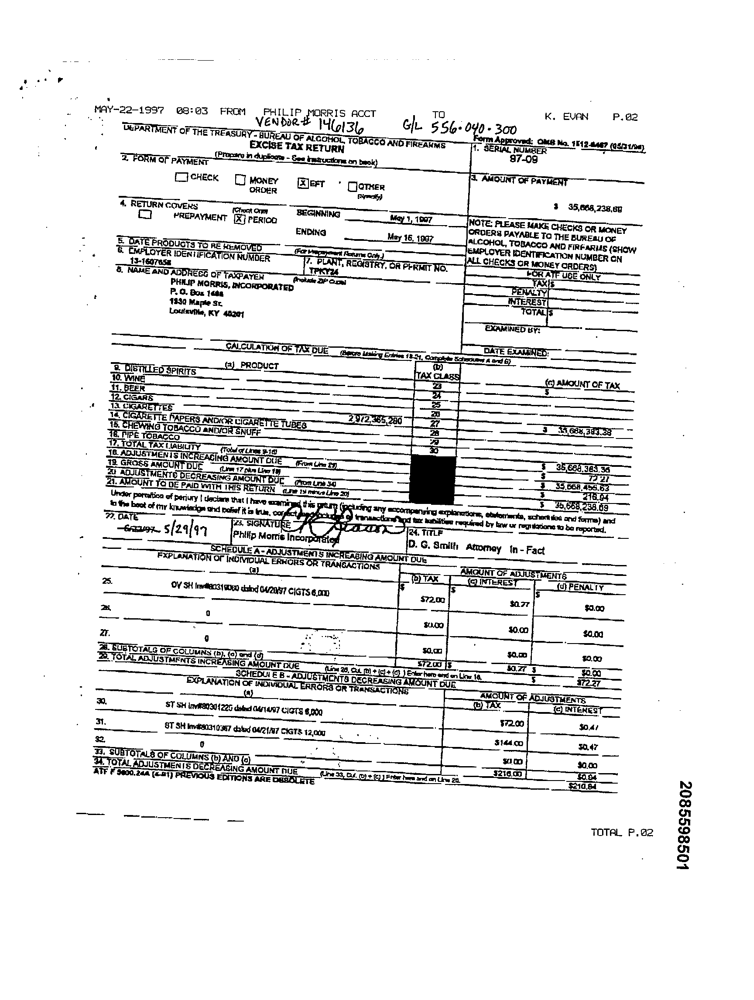 MAY-22-1997 08:03 FROM PHILIP MORRIS ACCT TO K. EVAN P.02
VENDOR# 146136 G/L 556-040-300
DEPARTMENT OF THE TREASURY - BUREAU OF ALCOHOL, TOBACCO AND FIREARMS
EXCISE TAX RETURN
(Prepare in duplicate - See instructions on back)
Form Approved: OMB No. 1512-0467 (05/31/98)
1. SERIAL NUMBER
97-09
2. FORM OF PAYMENT
CHECK MONEY ORDER X EFT OTHER (Specify)
3. AMOUNT OF PAYMENT
$ 35,668,238.69
4. RETURN COVERS (Check One)
PREPAYMENT X PERIOD
BEGINNING May 1, 1997
ENDING May 15, 1997
NOTE: PLEASE MAKE CHECKS OR MONEY
ORDERS PAYABLE TO THE BUREAU OF
ALCOHOL, TOBACCO AND FIREARMS (SHOW
EMPLOYER IDENTIFICATION NUMBER ON
ALL CHECKS OR MONEY ORDERS)
5. DATE PRODUCTS TO BE REMOVED (For Prepayment Returns Only)
6. EMPLOYER IDENTIFICATION NUMBER
13-1607658
7. PLANT, REGISTRY, OR PERMIT NO.
TPKY24
8. NAME AND ADDRESS OF TAXPAYER (Include ZIP Code)
PHILIP MORRIS, INCORPORATED
P. O. Box 1498
1930 Maple St.
Louisville, KY 40201
FOR ATF USE ONLY
TAX $
PENALTY
INTEREST
TOTAL $
EXAMINED BY:
DATE EXAMINED:
CALCULATION OF TAX DUE (Before Making Entries 18-21, Complete Schedules A and B)
(a) PRODUCT (b) TAX CLASS (c) AMOUNT OF TAX
9. DISTILLED SPIRITS $
10. WINE 23
11. BEER 24
12. CIGARS 25
13. CIGARETTES 26
14. CIGARETTE PAPERS AND/OR CIGARETTE TUBES 2,972,365,280 27
15. CHEWING TOBACCO AND/OR SNUFF 28 $ 35,668,383.36
16. PIPE TOBACCO 29
17. TOTAL TAX LIABILITY (Total of Lines 9-16) 30
18. ADJUSTMENTS INCREASING AMOUNT DUE (From Line 29) $ 35,668,383.36
19. GROSS AMOUNT DUE (Line 17 plus Line 18) $ 72.27
20. ADJUSTMENTS DECREASING AMOUNT DUE (From Line 34) $ 35,668,455.63
21. AMOUNT TO BE PAID WITH THIS RETURN (Line 19 minus Line 20) $ 216.94
$ 35,668,238.69
Under penalties of perjury I declare that I have examined this return (including any accompanying explanations, statements, schedules and forms) and
to the best of my knowledge and belief it is true, correct, and includes all transactions and tax liabilities required by law or regulations to be reported.
22. DATE
5/29/97
23. SIGNATURE
Philip Morris Incorporated
24. TITLE
D. G. Smith Attorney In - Fact
SCHEDULE A - ADJUSTMENTS INCREASING AMOUNT DUE
EXPLANATION OF INDIVIDUAL ERRORS OR TRANSACTIONS
(a)
AMOUNT OF ADJUSTMENTS
(b) TAX (c) INTEREST (d) PENALTY
$ $ $
25. OV SH Inv#80319060 dated 04/29/97 CIGTS 6,000 $72.00 $0.27 $0.00
26. 0 $0.00 $0.00 $0.00
27. 0 $0.00 $0.00 $0.00
28. SUBTOTALS OF COLUMNS (b), (c) and (d) $72.00 $ $0.27 $ $0.00
29. TOTAL ADJUSTMENTS INCREASING AMOUNT DUE (Line 28, Col. (b) + (c) + (d) ) Enter here and on Line 18. $72.27
SCHEDULE B - ADJUSTMENTS DECREASING AMOUNT DUE
EXPLANATION OF INDIVIDUAL ERRORS OR TRANSACTIONS
(a)
AMOUNT OF ADJUSTMENTS
(b) TAX (c) INTEREST
30. ST SH Inv#80301225 dated 04/14/97 CIGTS 6,000 $72.00 $0.47
31. ST SH Inv#80310367 dated 04/21/97 CIGTS 12,000 $144.00 $0.47
32. 0 $0.00 $0.00
33. SUBTOTALS OF COLUMNS (b) AND (c) $216.00 $0.94
34. TOTAL ADJUSTMENTS DECREASING AMOUNT DUE (Line 33, Col. (b) + (c) ) Enter here and on Line 20. $216.94
ATF F 5000.24A (4-91) PREVIOUS EDITIONS ARE OBSOLETE
TOTAL P.02
2085598501